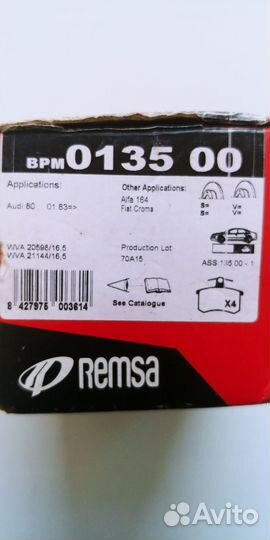 BPM 0135 00
Applications:
Other Applications:
Audi 80 01.83=>
Alfa 164
Fiat Croma
S= V=
S= V=
WVA 20698/16.5
WVA 21144/16,5
Production Lot
70A15
ASS 135 00 - 1
8 427975 003614
See Catalogue
X4
REMSA
Avito